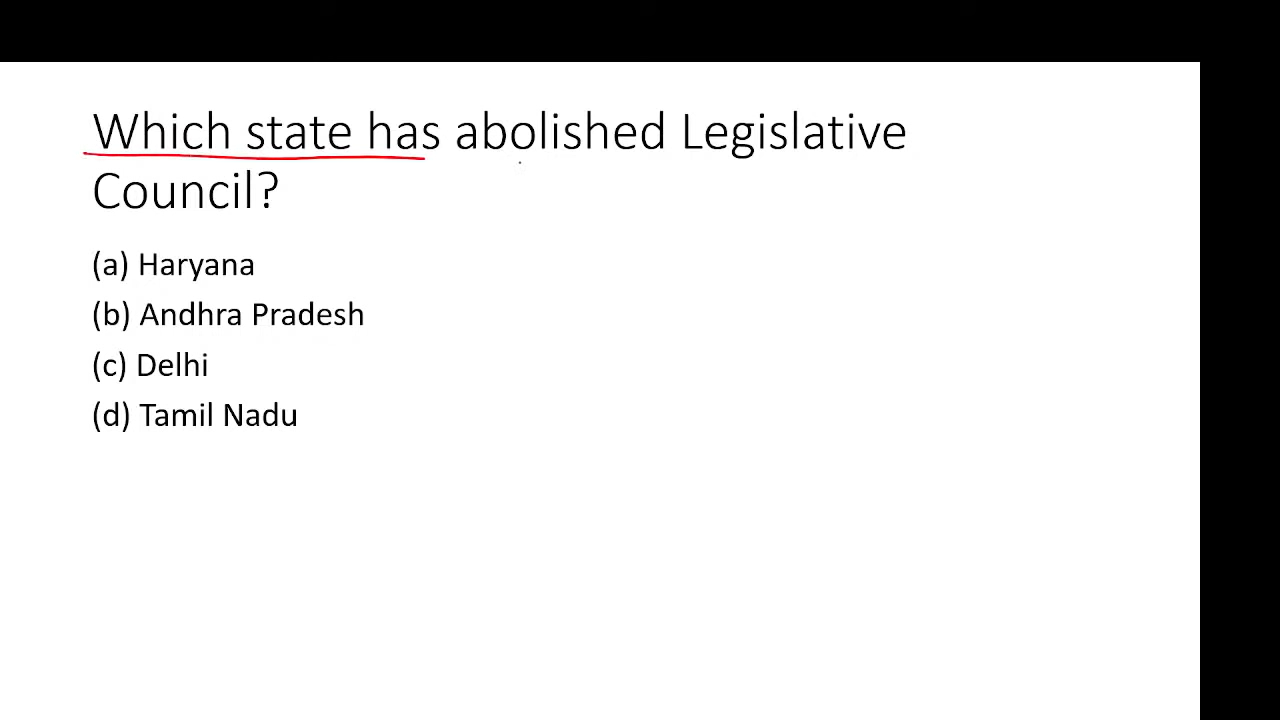 Which state has abolished Legislative
Council?
(a) Haryana
(b) Andhra Pradesh
(c) Delhi
(d) Tamil Nadu